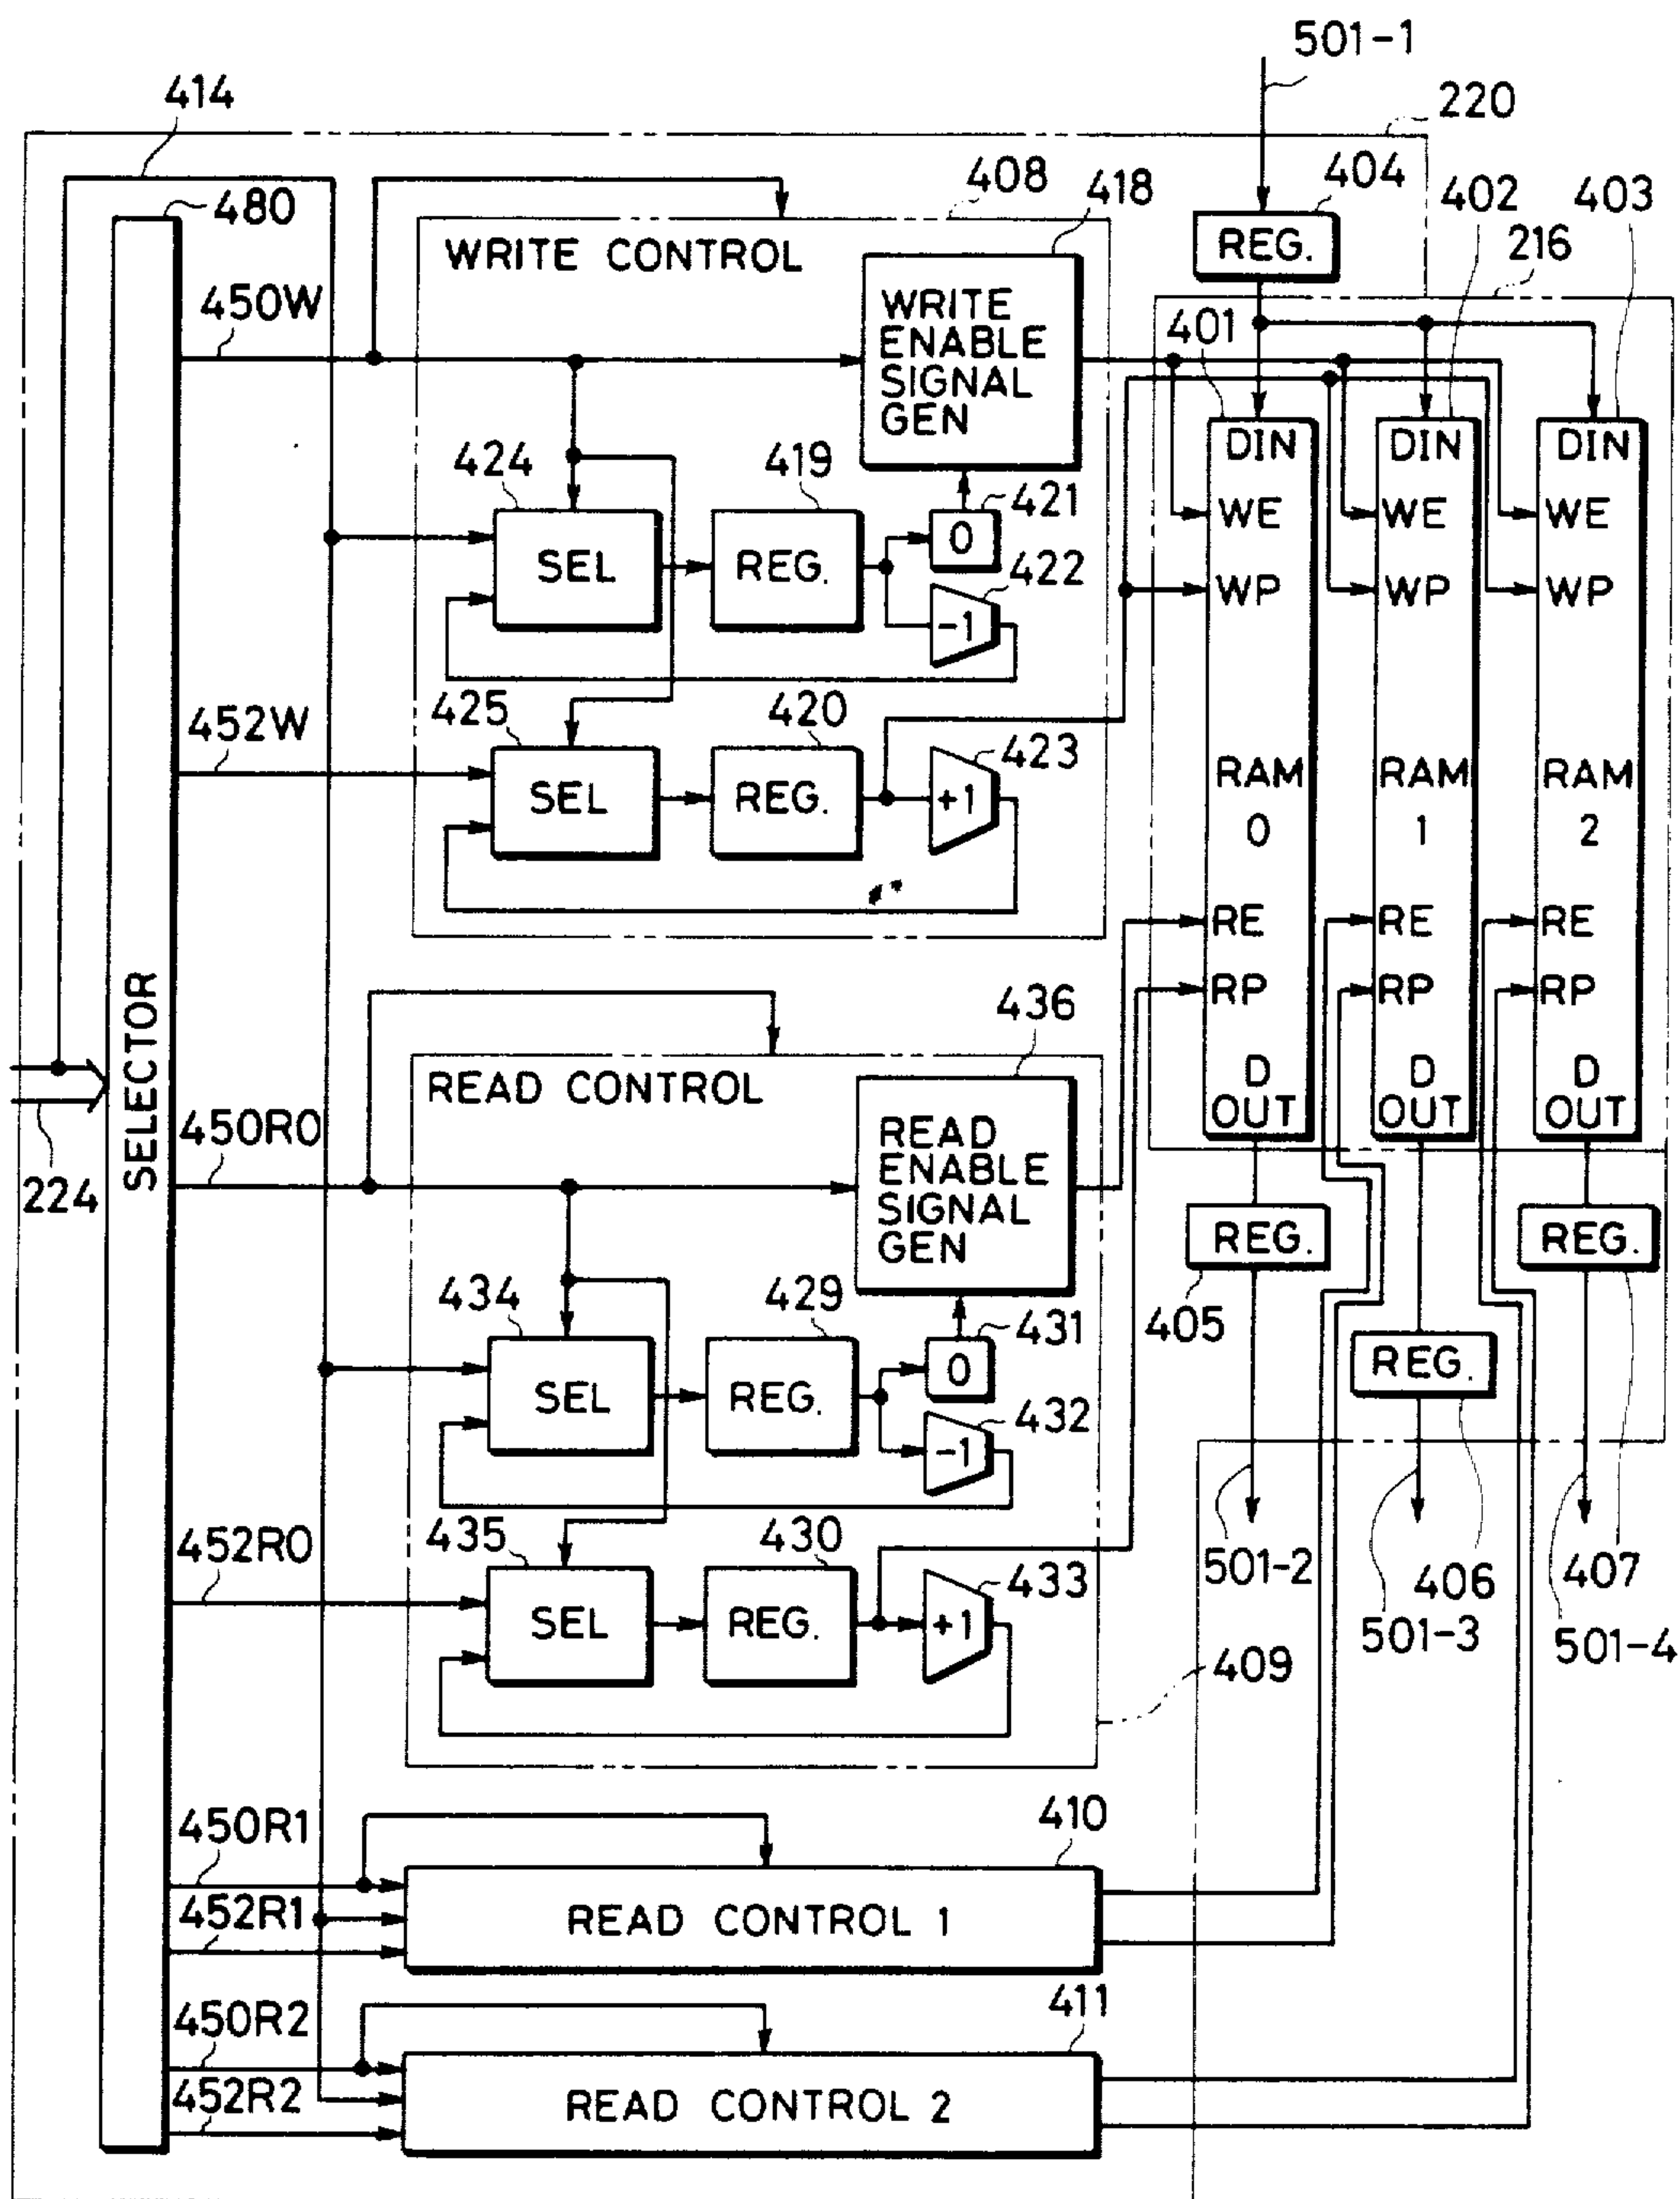 501-1
414
220
480
408
418
404
402
403
REG.
216
WRITE CONTROL
450W
WRITE
ENABLE
SIGNAL
GEN
401
424
419
421
DIN
DIN
DIN
WE
WE
WE
SEL
REG.
0
422
-1
WP
WP
WP
452W
425
420
423
SEL
REG.
+1
RAM
0
RAM
1
RAM
2
RE
RE
RE
436
RP
RP
RP
SELECTOR
READ CONTROL
D
OUT
D
OUT
D
OUT
450R0
READ
ENABLE
SIGNAL
GEN
224
REG.
REG.
434
429
431
405
0
REG.
SEL
REG.
432
-1
452R0
435
430
433
501-2
406
407
SEL
REG.
+1
501-3
501-4
409
450R1
410
452R1
READ CONTROL 1
450R2
411
452R2
READ CONTROL 2